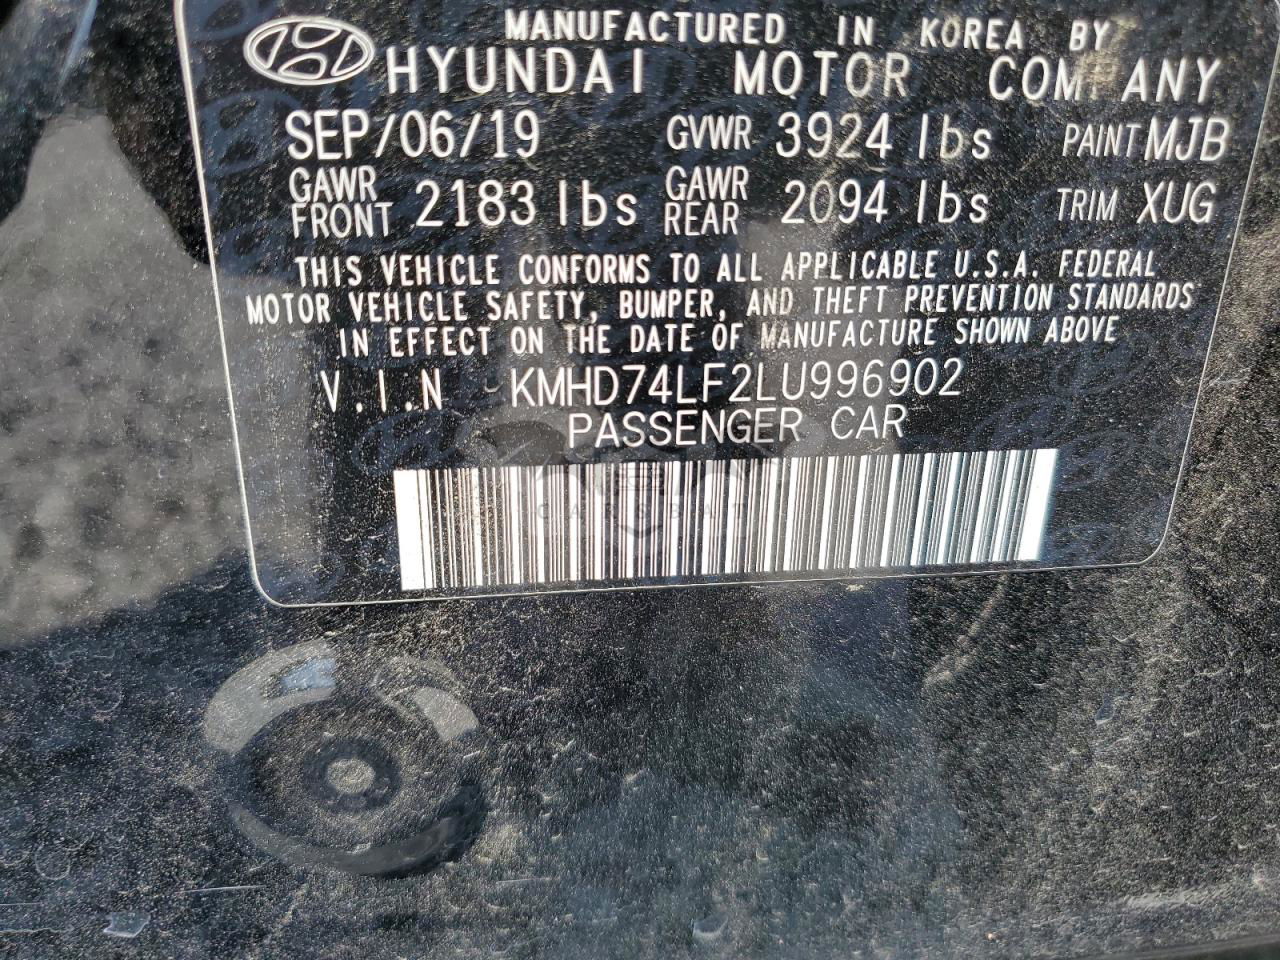 MANUFACTURED IN KOREA BY
HYUNDAI MOTOR COMPANY
SEP/06/19 GVWR 3924 lbs PAINT MJB
GAWR FRONT 2183 lbs GAWR REAR 2094 lbs TRIM XUG
THIS VEHICLE CONFORMS TO ALL APPLICABLE U.S.A. FEDERAL
MOTOR VEHICLE SAFETY, BUMPER, AND THEFT PREVENTION STANDARDS
IN EFFECT ON THE DATE OF MANUFACTURE SHOWN ABOVE
V.I.N KMHD74LF2LU996902
PASSENGER CAR
CARSBAT